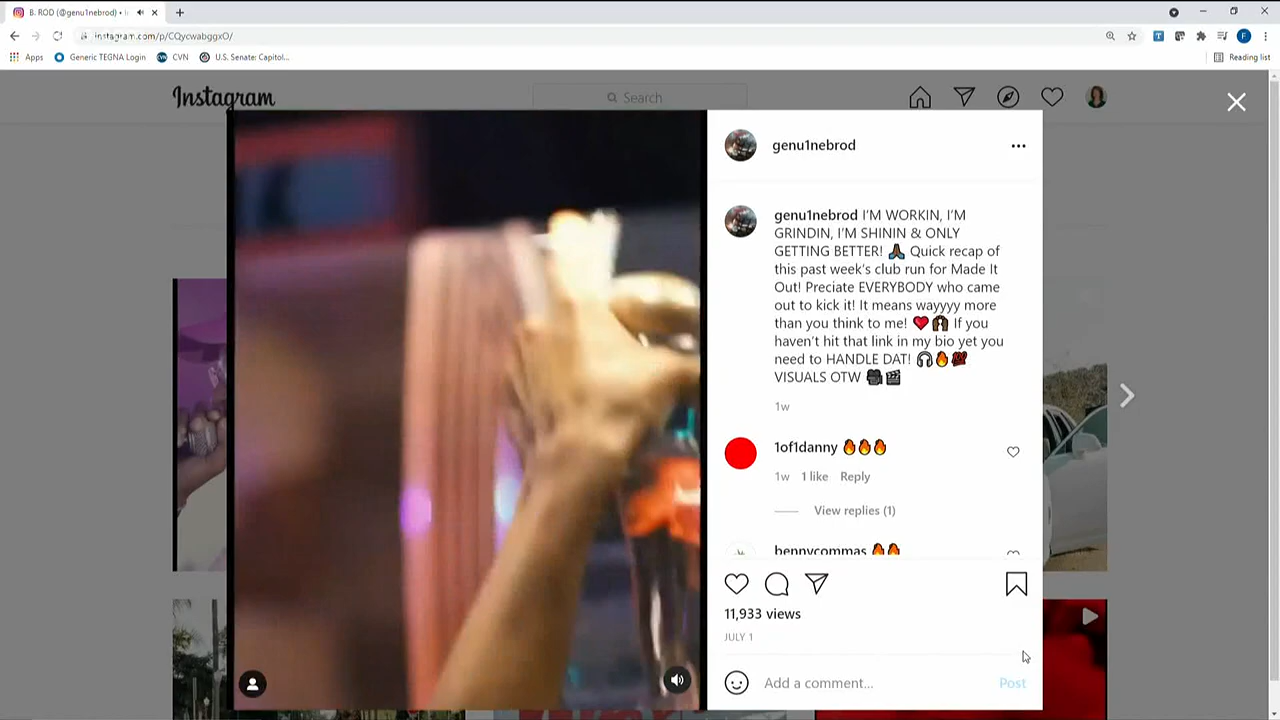 B. ROD (@genu1nebrod) • I
instagram.com/p/CQycwabggxO/
Apps
Generic TEGNA Login
CVN
U.S. Senate: Capitol...
Reading list
Instagram
Search
genu1nebrod
genu1nebrod I'M WORKIN, I'M
GRINDIN, I'M SHININ & ONLY
GETTING BETTER! 🙏🏾 Quick recap of
this past week's club run for Made It
Out! Preciate EVERYBODY who came
out to kick it! It means wayyyy more
than you think to me! ❤️ If you
haven't hit that link in my bio yet you
need to HANDLE DAT! 🎧🔥💯
VISUALS OTW 🎥🎬
1w
1of1danny 🔥🔥🔥
1w 1 like Reply
View replies (1)
bennycommas 🔥🔥
11,933 views
JULY 1
Add a comment...
Post